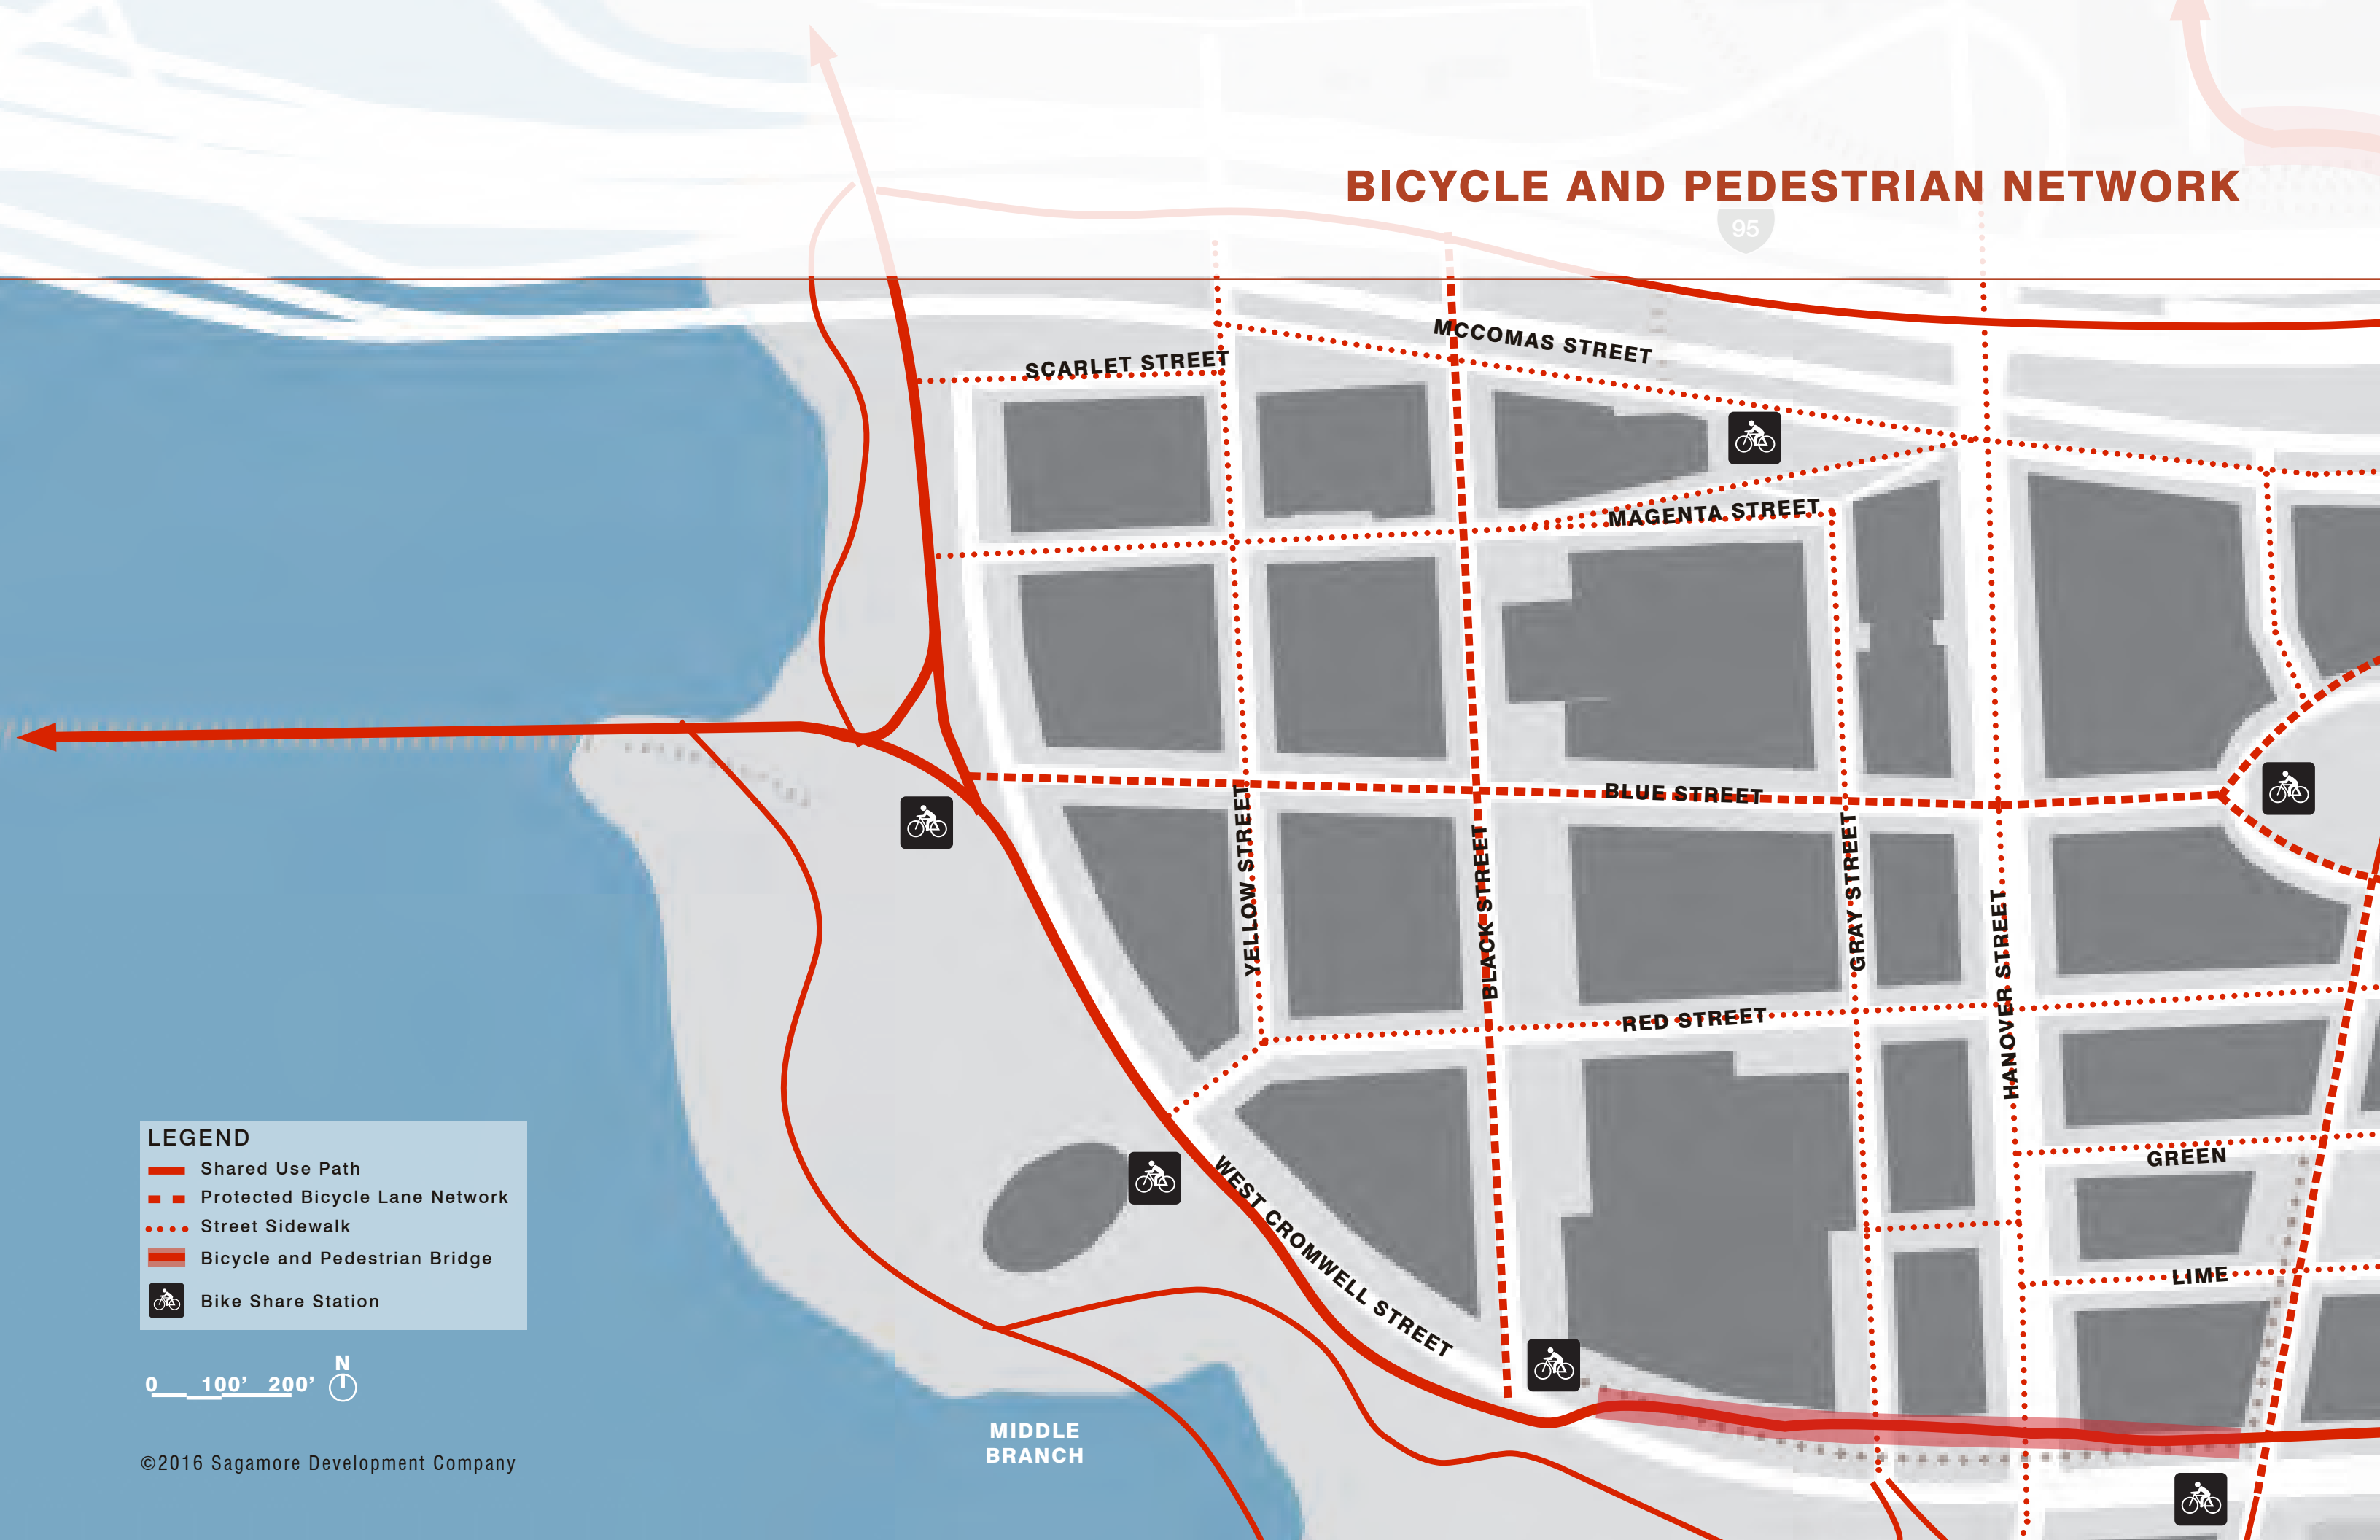 BICYCLE AND PEDESTRIAN NETWORK
95
MCCOMAS STREET
SCARLET STREET
MAGENTA STREET
BLUE STREET
YELLOW STREET
BLACK STREET
GRAY STREET
HANOVER STREET
RED STREET
GREEN
WEST CROMWELL STREET
LIME
LEGEND
Shared Use Path
Protected Bicycle Lane Network
Street Sidewalk
Bicycle and Pedestrian Bridge
Bike Share Station
N
0 100’ 200’
MIDDLE
BRANCH
©2016 Sagamore Development Company